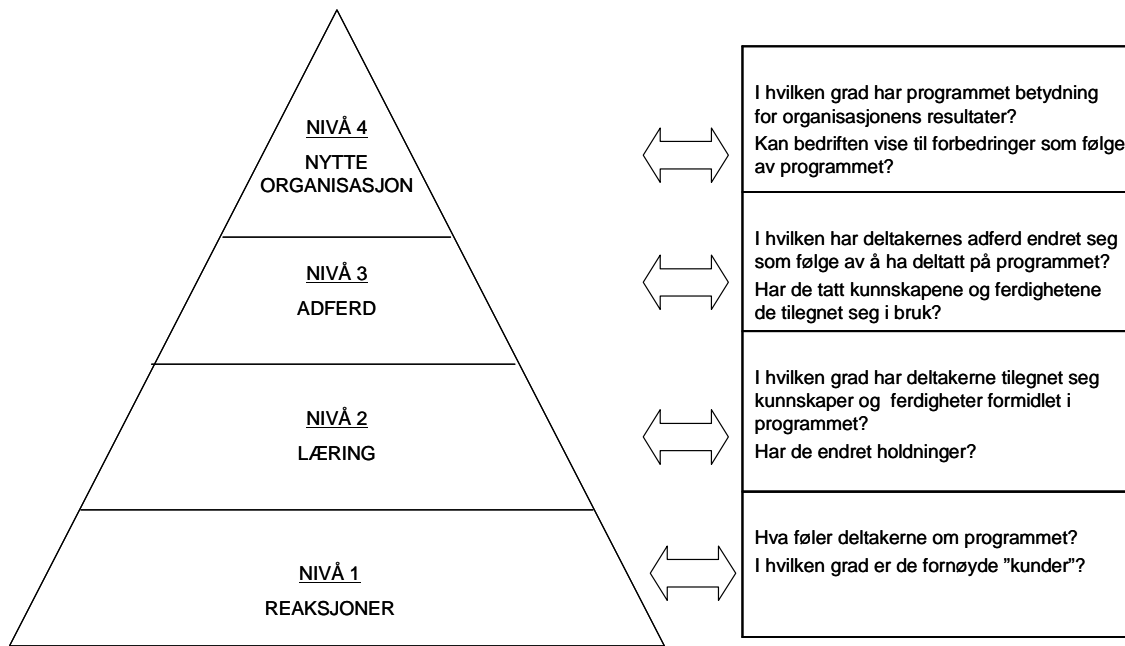 NIVÅ 4
NYTTE
ORGANISASJON
I hvilken grad har programmet betydning
for organisasjonens resultater?
Kan bedriften vise til forbedringer som følge
av programmet?
NIVÅ 3
ADFERD
I hvilken har deltakernes adferd endret seg
som følge av å ha deltatt på programmet?
Har de tatt kunnskapene og ferdighetene
de tilegnet seg i bruk?
NIVÅ 2
LÆRING
I hvilken grad har deltakerne tilegnet seg
kunnskaper og ferdigheter formidlet i
programmet?
Har de endret holdninger?
NIVÅ 1
REAKSJONER
Hva føler deltakerne om programmet?
I hvilken grad er de fornøyde ”kunder”?